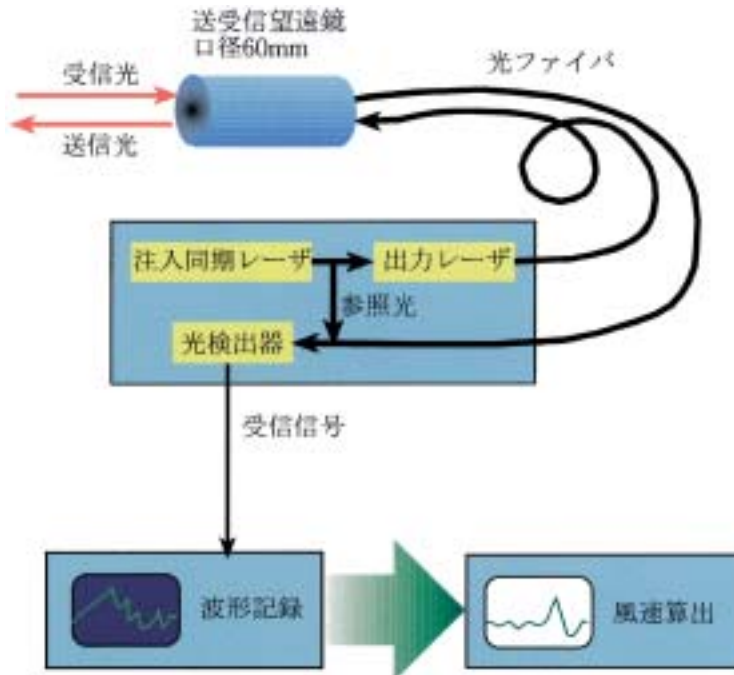 送受信望遠鏡
口径60mm
光ファイバ
受信光
送信光
注入同期レーザ
出力レーザ
参照光
光検出器
受信信号
波形記録
風速算出